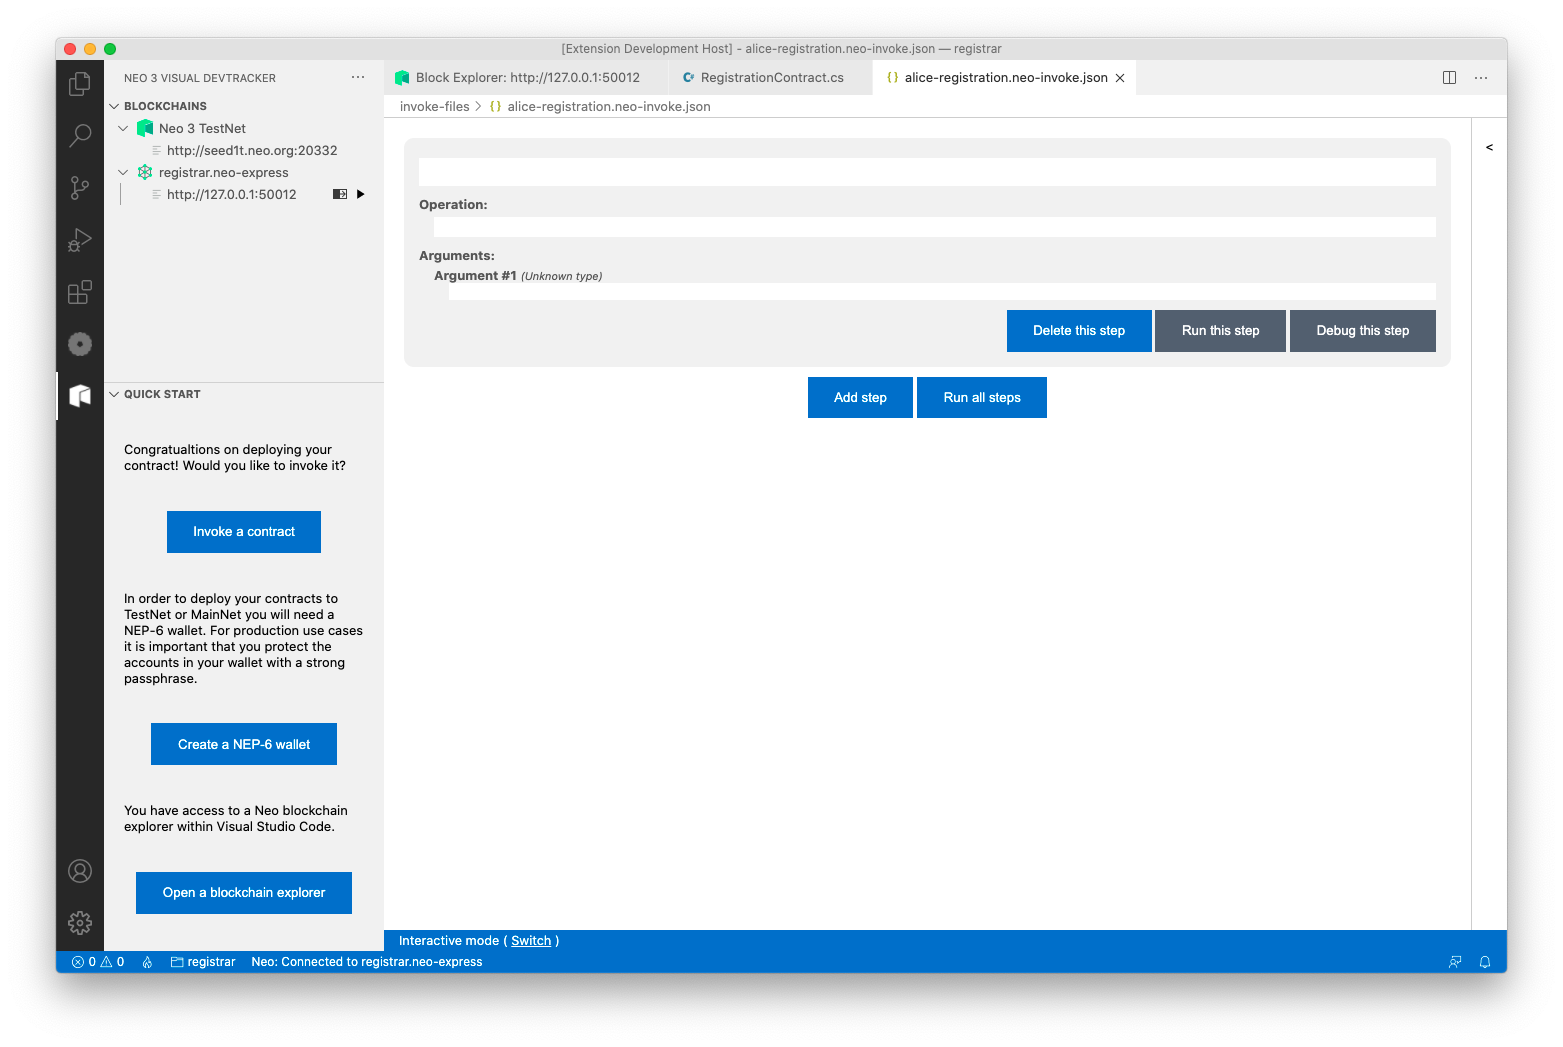 [Extension Development Host] - alice-registration.neo-invoke.json — registrar
NEO 3 VISUAL DEVTRACKER
BLOCKCHAINS
Neo 3 TestNet
http://seed1t.neo.org:20332
registrar.neo-express
http://127.0.0.1:50012
QUICK START
Congratualtions on deploying your
contract! Would you like to invoke it?
Invoke a contract
In order to deploy your contracts to
TestNet or MainNet you will need a
NEP-6 wallet. For production use cases
it is important that you protect the
accounts in your wallet with a strong
passphrase.
Create a NEP-6 wallet
You have access to a Neo blockchain
explorer within Visual Studio Code.
Open a blockchain explorer
Block Explorer: http://127.0.0.1:50012
RegistrationContract.cs
alice-registration.neo-invoke.json
invoke-files > {} alice-registration.neo-invoke.json
<
Operation:
Arguments:
Argument #1 (Unknown type)
Delete this step Run this step Debug this step
Add step Run all steps
Interactive mode ( Switch )
0 0 registrar Neo: Connected to registrar.neo-express